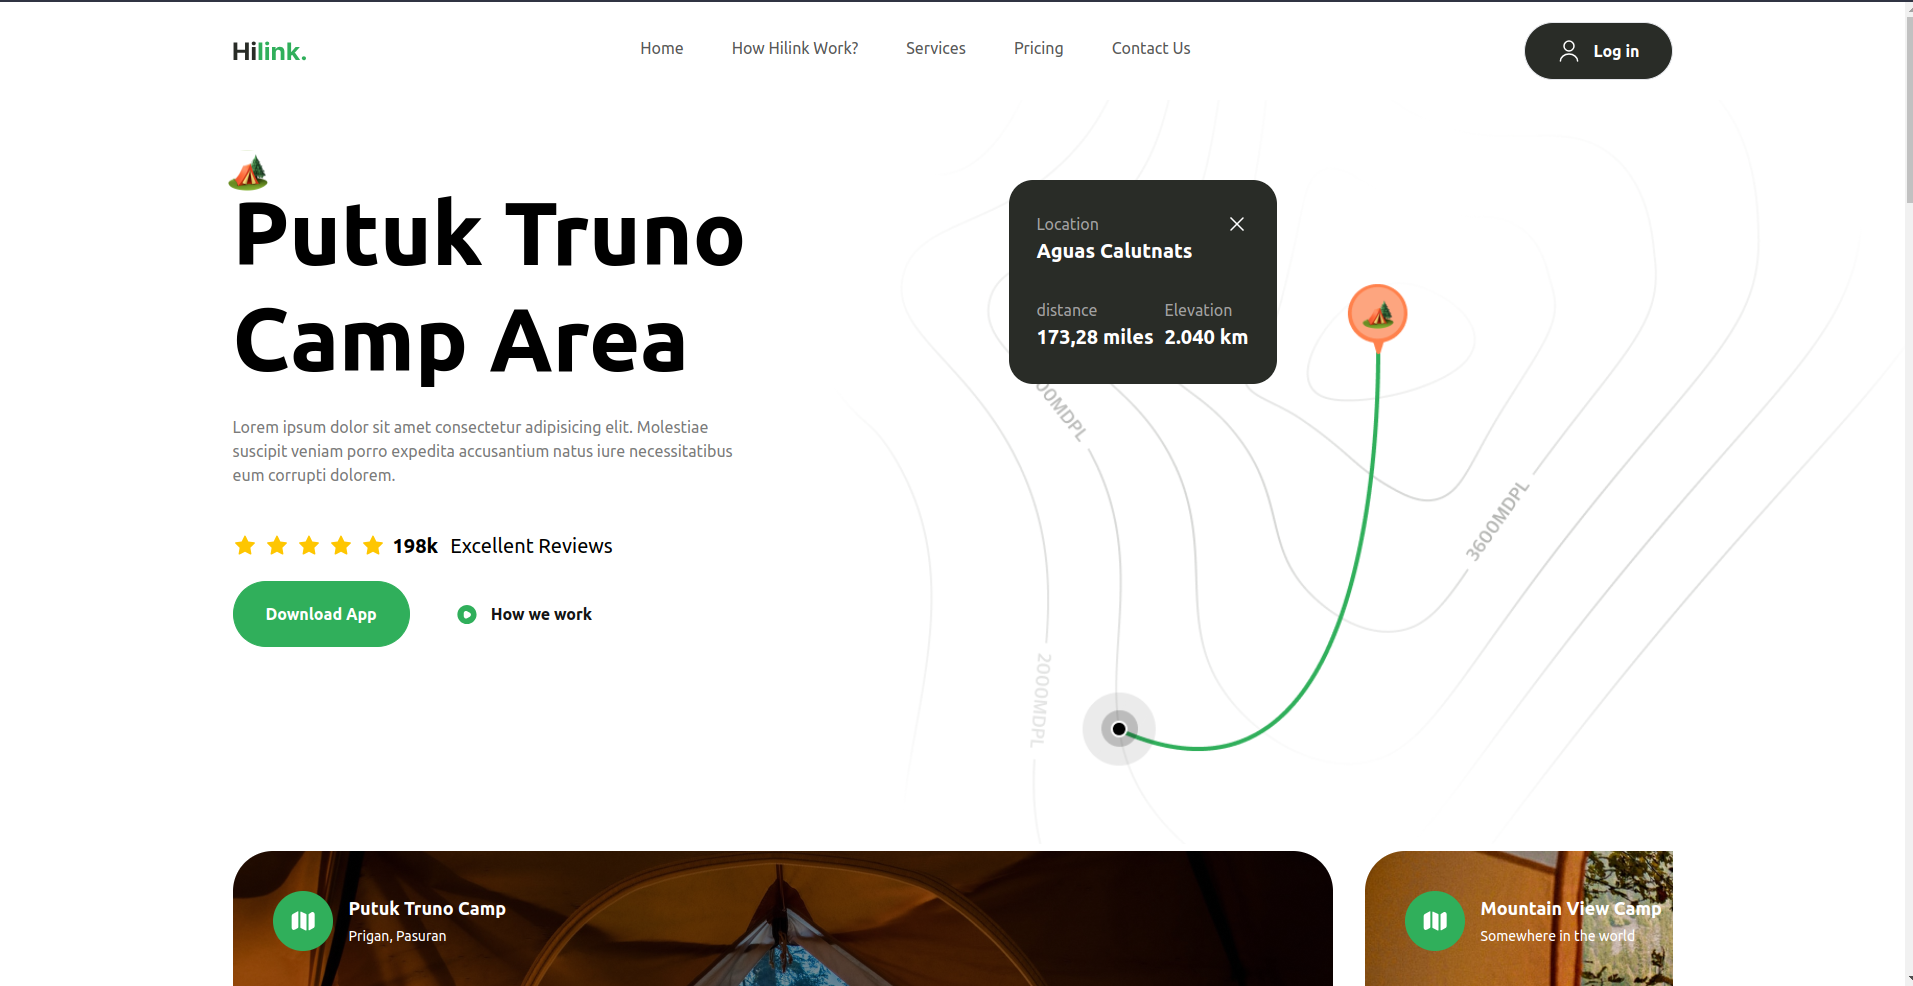 Hilink.
Home
How Hilink Work?
Services
Pricing
Contact Us
Log in
Putuk Truno
Camp Area
Lorem ipsum dolor sit amet consectetur adipisicing elit. Molestiae
suscipit veniam porro expedita accusantium natus iure necessitatibus
eum corrupti dolorem.
198k Excellent Reviews
Download App
How we work
Location
Aguas Calutnats
distance
173,28 miles
Elevation
2.040 km
00MDPL
3600MDPL
2000MDPL
Putuk Truno Camp
Prigan, Pasuran
Mountain View Camp
Somewhere in the world